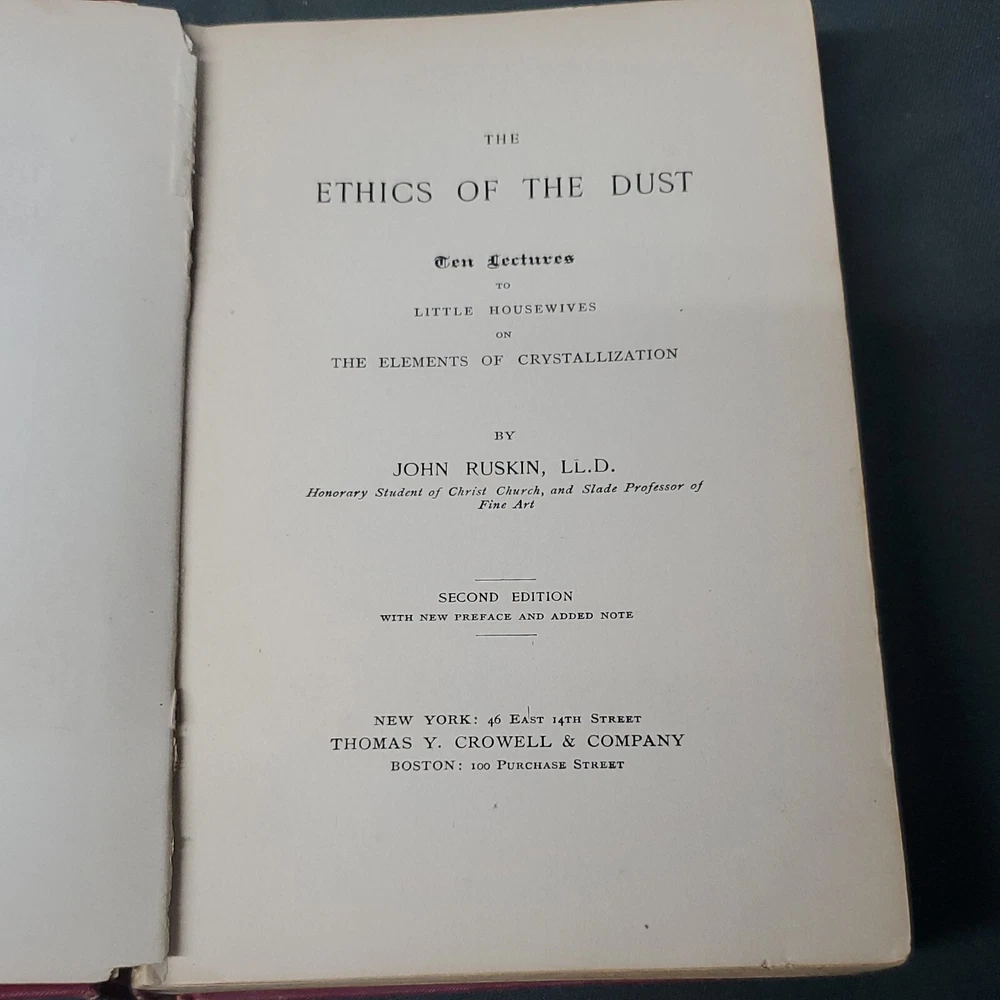 THE
ETHICS OF THE DUST
Ten Lectures
TO
LITTLE HOUSEWIVES
ON
THE ELEMENTS OF CRYSTALLIZATION
BY
JOHN RUSKIN, LL.D.
Honorary Student of Christ Church, and Slade Professor of
Fine Art
SECOND EDITION
WITH NEW PREFACE AND ADDED NOTE
NEW YORK: 46 EAST 14TH STREET
THOMAS Y. CROWELL & COMPANY
BOSTON: 100 PURCHASE STREET